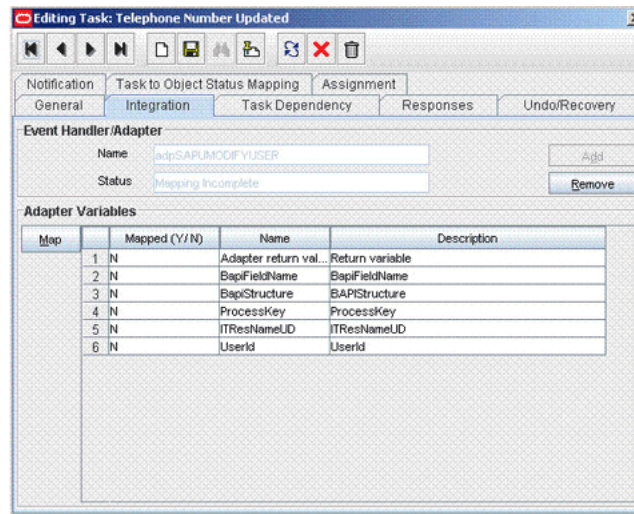 Editing Task: Telephone Number Updated
Notification Task to Object Status Mapping Assignment
General Integration Task Dependency Responses Undo/Recovery
Event Handler/Adapter
Name adpSAPUMODIFYUSER Add
Status Mapping Incomplete Remove
Adapter Variables
Map Mapped (Y/N) Name Description
1 N Adapter return val... Return variable
2 N BapiFieldName BapiFieldName
3 N BapiStructure BAPIStructure
4 N ProcessKey ProcessKey
5 N ITResNameUD ITResNameUD
6 N UserId UserId